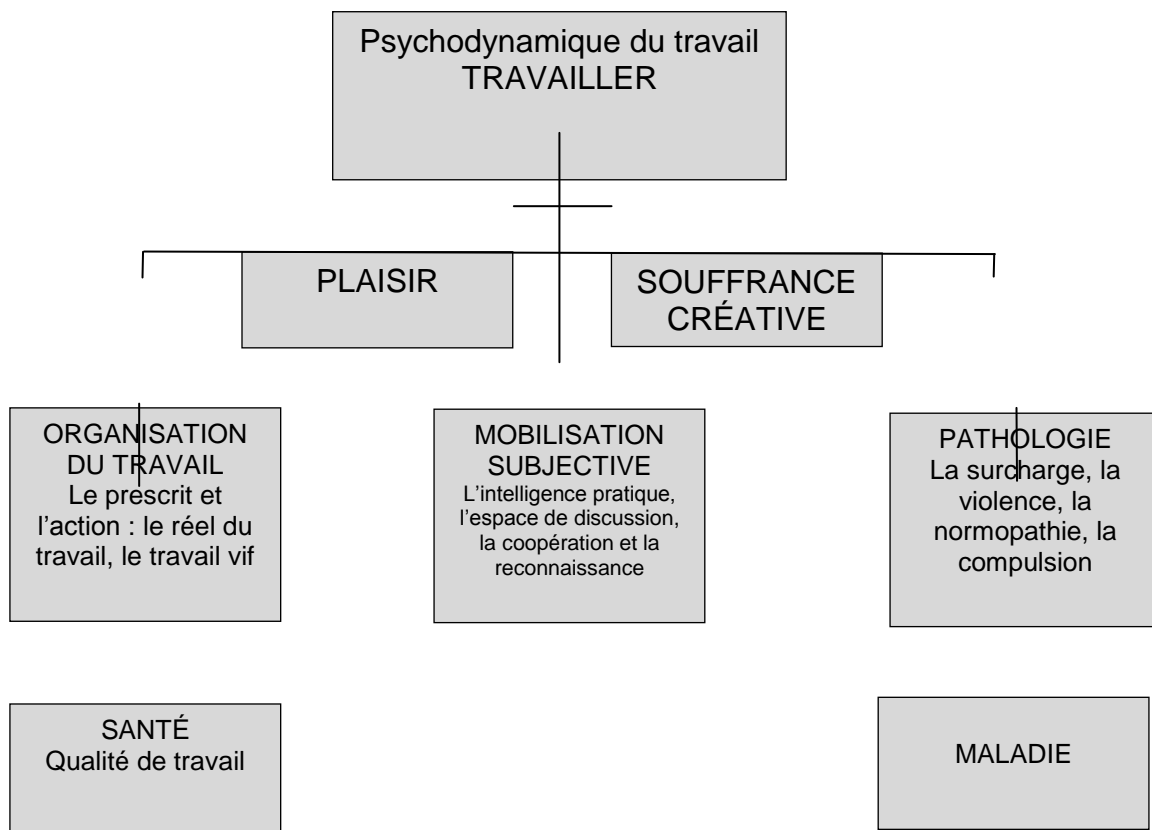 Psychodynamique du travail
TRAVAILLER
PLAISIR
SOUFFRANCE
CRÉATIVE
ORGANISATION
DU TRAVAIL
Le prescrit et
l’action : le réel du
travail, le travail vif
MOBILISATION
SUBJECTIVE
L’intelligence pratique,
l’espace de discussion,
la coopération et la
reconnaissance
PATHOLOGIE
La surcharge, la
violence, la
normopathie, la
compulsion
SANTÉ
Qualité de travail
MALADIE